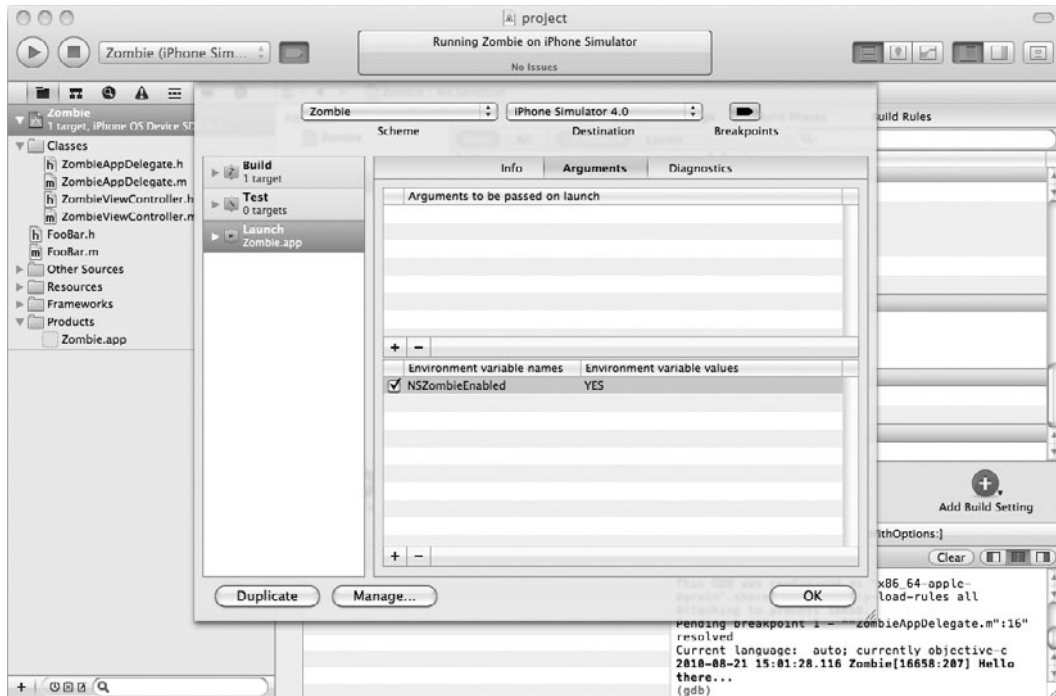 project
Zombie (iPhone Sim...
Running Zombie on iPhone Simulator
No Issues
Zombie
1 target, iPhone OS Device SD
Classes
ZombieAppDelegate.h
ZombieAppDelegate.m
ZombieViewController.h
ZombieViewController.m
FooBar.h
FooBar.m
Other Sources
Resources
Frameworks
Products
Zombie.app
Zombie
iPhone Simulator 4.0
Scheme
Destination
Breakpoints
uild Rules
Build
1 target
Test
0 targets
Launch
Zombie.app
Info
Arguments
Diagnostics
Arguments to be passed on launch
+ −
Environment variable names
Environment variable values
NSZombieEnabled
YES
+ −
Duplicate
Manage...
OK
Add Build Setting
ithOptions:]
Clear
x86_64-apple-
load-rules all
Pending breakpoint 1 - ""ZombieAppDelegate.m":16"
resolved
Current language: auto; currently objective-c
2010-08-21 15:01:28.116 Zombie[16658:207] Hello
there...
(gdb)